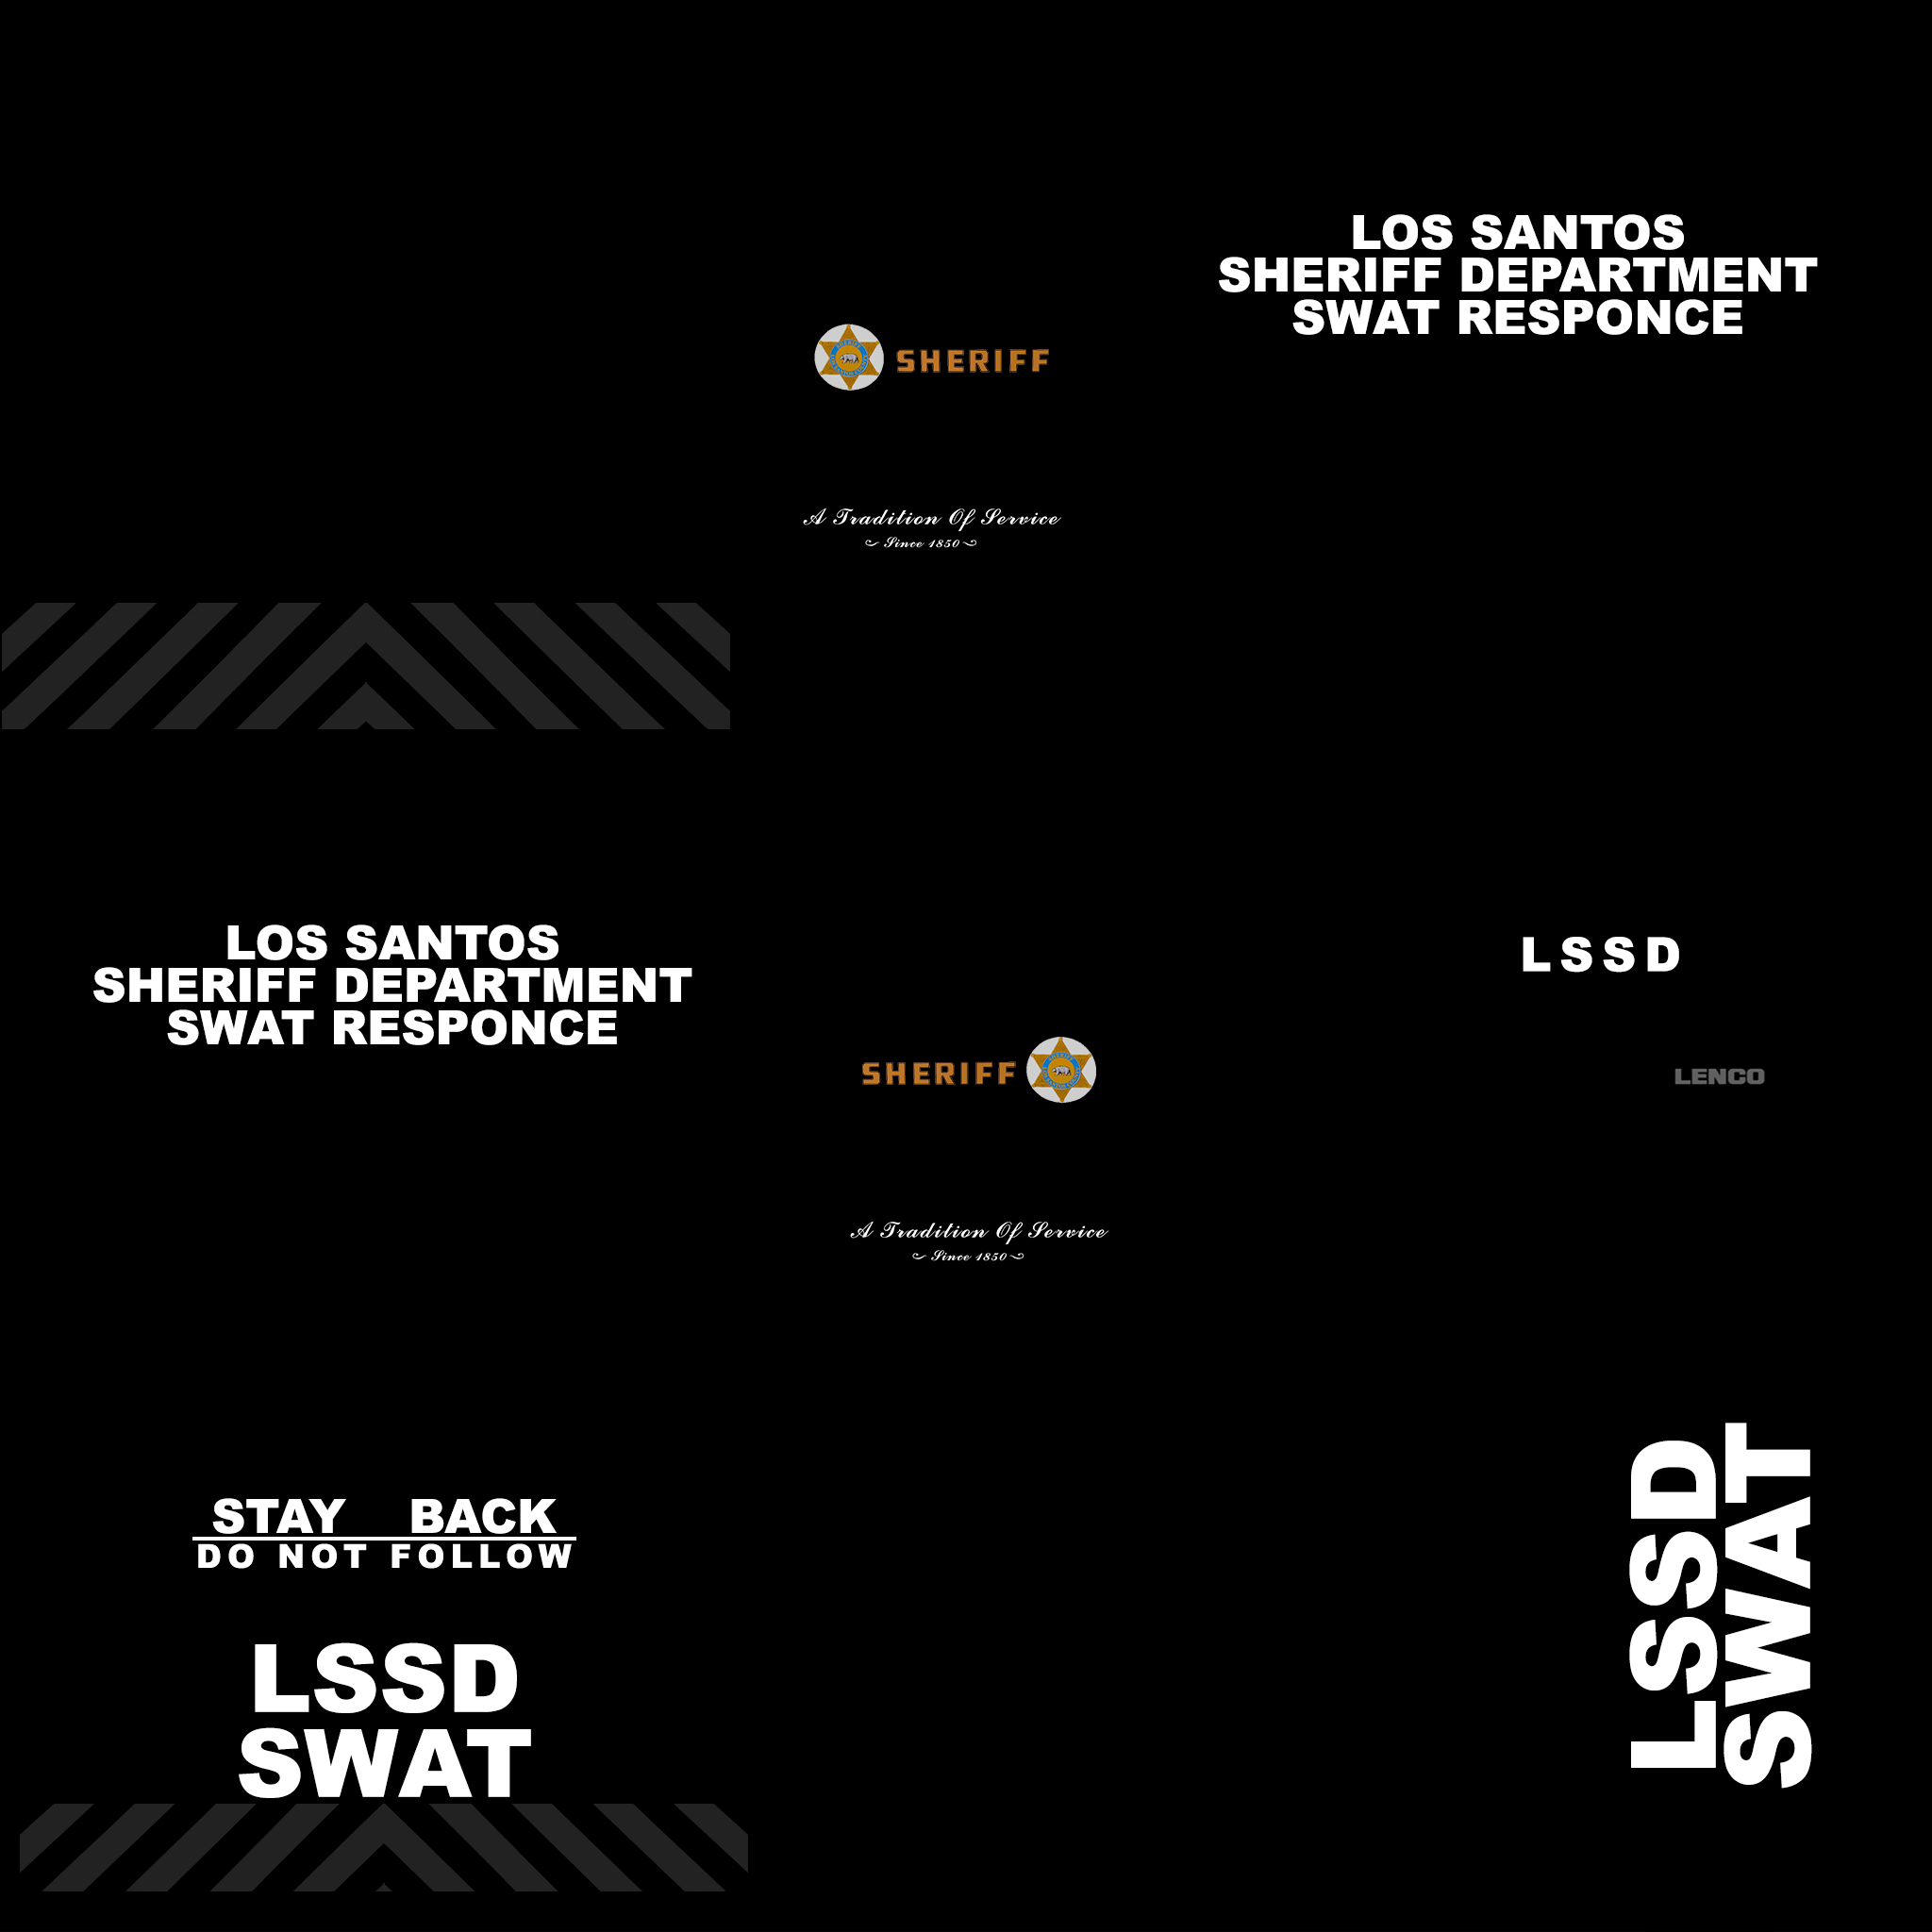 LOS SANTOS
SHERIFF DEPARTMENT
SWAT RESPONCE
SHERIFF
A Tradition Of Service
Since 1850
LOS SANTOS
SHERIFF DEPARTMENT
SWAT RESPONCE
LSSD
SHERIFF
LENCO
A Tradition Of Service
Since 1850
STAY BACK
DO NOT FOLLOW
LSSD
SWAT
LSSD
SWAT